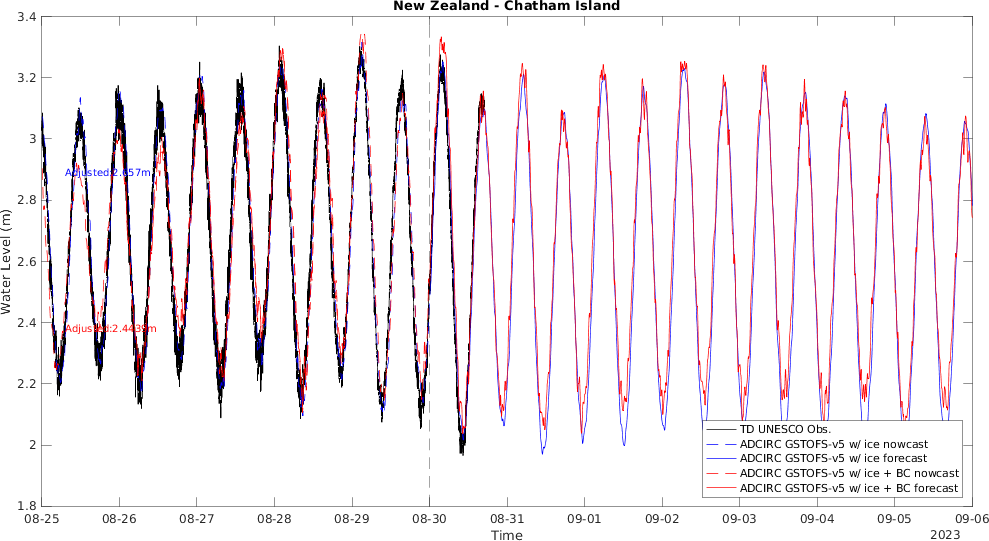 New Zealand - Chatham Island
Water Level (m)
3.4
3.2
3
2.8
2.6
2.4
2.2
2
1.8
Adjusted:2.657m
Adjusted:2.4439m
TD UNESCO Obs.
ADCIRC GSTOFS-v5 w/ ice nowcast
ADCIRC GSTOFS-v5 w/ ice forecast
ADCIRC GSTOFS-v5 w/ ice + BC nowcast
ADCIRC GSTOFS-v5 w/ ice + BC forecast
08-25 08-26 08-27 08-28 08-29 08-30 08-31 09-01 09-02 09-03 09-04 09-05 09-06
Time
2023